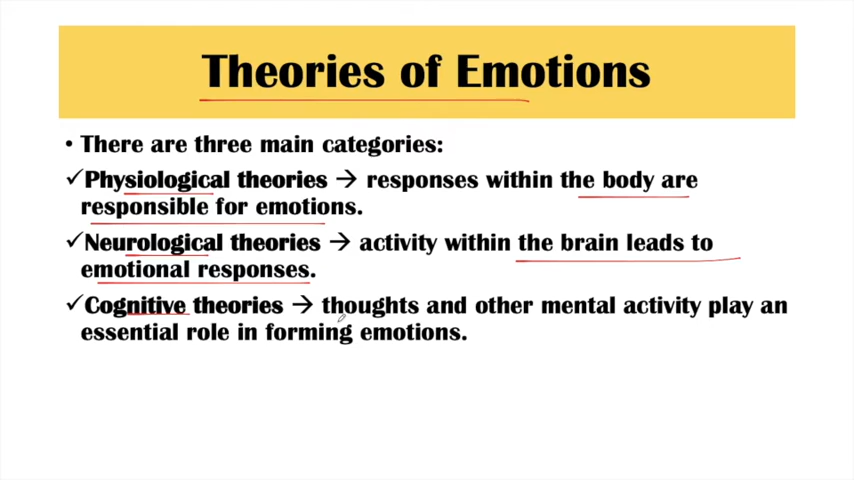 Theories of Emotions
• There are three main categories:
✓Physiological theories → responses within the body are
responsible for emotions.
✓Neurological theories → activity within the brain leads to
emotional responses.
✓Cognitive theories → thoughts and other mental activity play an
essential role in forming emotions.